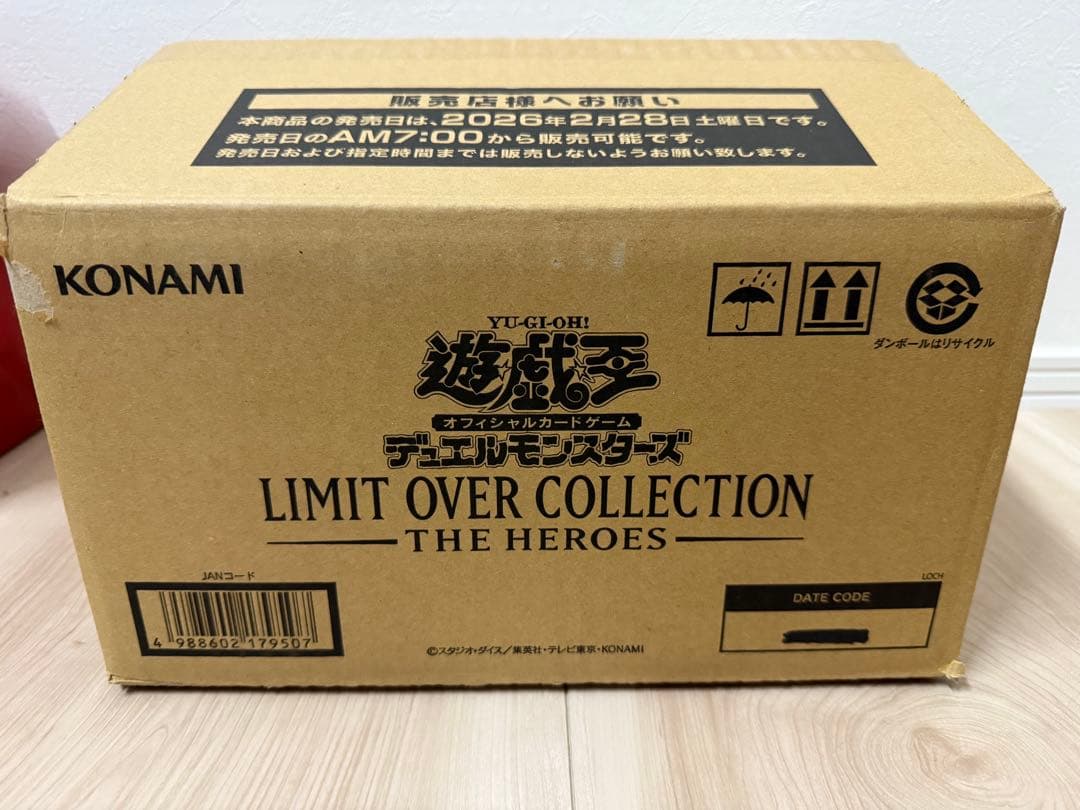 販売店様へお願い
本商品の発売日は、2026年2月28日土曜日です。
発売日のAM7:00から販売可能です。
発売日および指定時間までは販売しないようお願い致します。
KONAMI
ダンボールはリサイクル
YU-GI-OH!
遊戯王
オフィシャルカードゲーム
デュエルモンスターズ
LIMIT OVER COLLECTION
THE HEROES
JANコード
4 988602 179507
LOCH
DATE CODE
©スタジオ・ダイス/集英社・テレビ東京・KONAMI